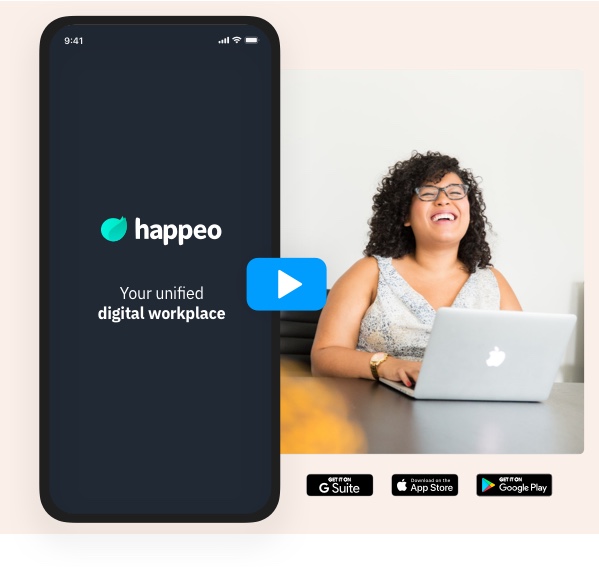 9:41
happeo
Your unified
digital workplace
GET IT ON
G Suite
Download on the
App Store
GET IT ON
Google Play